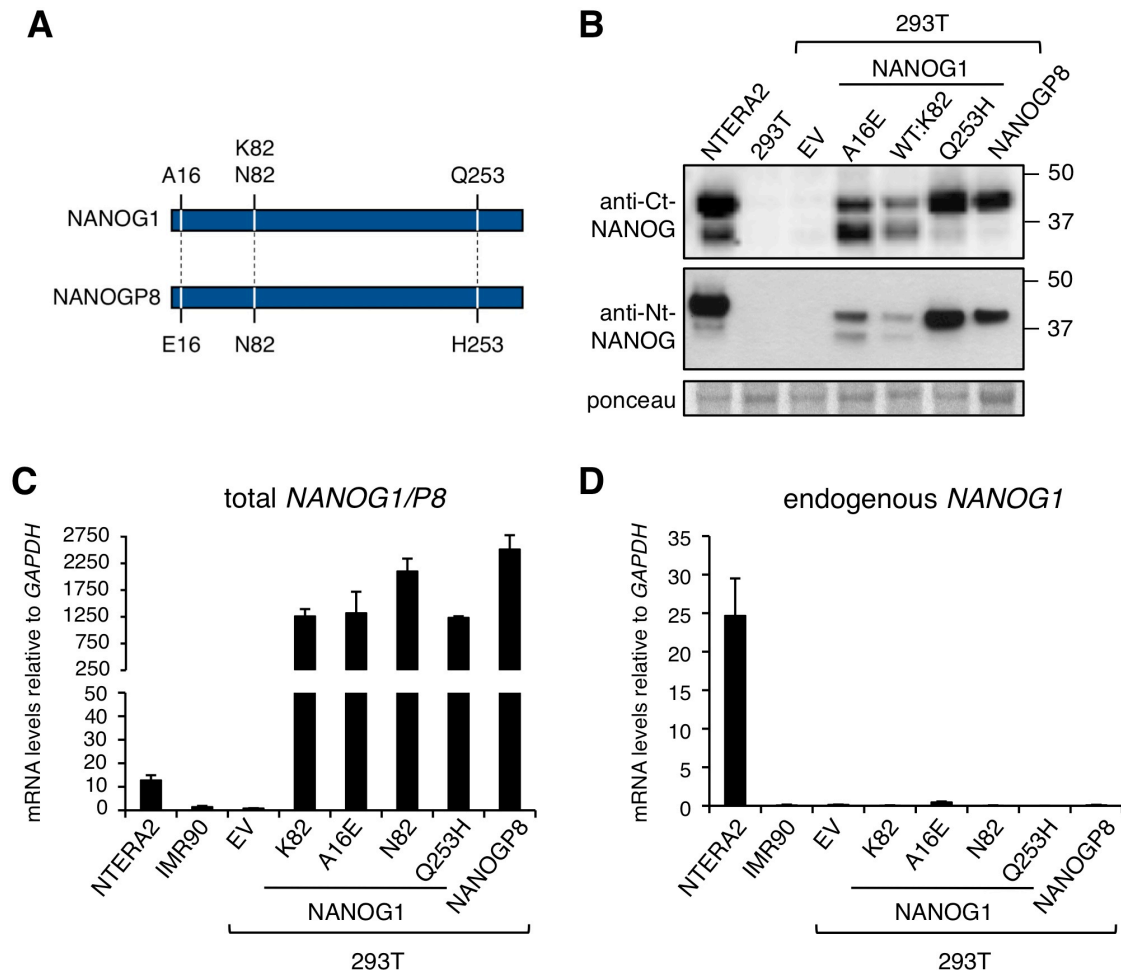 A
K82
A16 N82 Q253
NANOG1
NANOGP8
E16 N82 H253
B
293T
NANOG1
NTERA2 293T EV A16E WT:K82 Q253H NANOGP8
anti-Ct-
NANOG
50
37
anti-Nt-
NANOG
50
37
ponceau
C
total NANOG1/P8
mRNA levels relative to GAPDH
2750
2250
1750
1250
750
250
50
40
30
20
10
0
NTERA2 IMR90 EV K82 A16E N82 Q253H NANOGP8
NANOG1
293T
D
endogenous NANOG1
mRNA levels relative to GAPDH
35
30
25
20
15
10
5
0
NTERA2 IMR90 EV K82 A16E N82 Q253H NANOGP8
NANOG1
293T